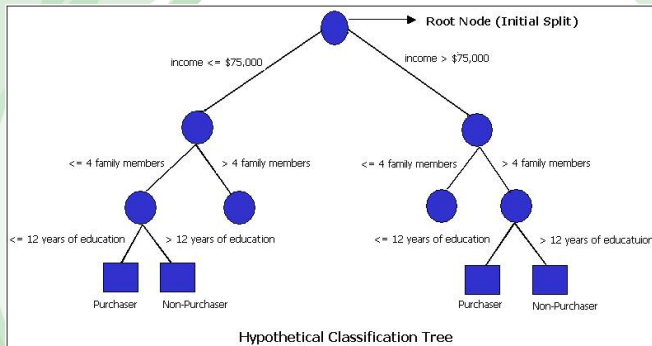 Root Node (Initial Split)
income <= $75,000
income > $75,000
<= 4 family members
> 4 family members
<= 4 family members
> 4 family members
<= 12 years of education
> 12 years of education
<= 12 years of education
> 12 years of educatuion
Purchaser
Non-Purchaser
Purchaser
Non-Purchaser
Hypothetical Classification Tree